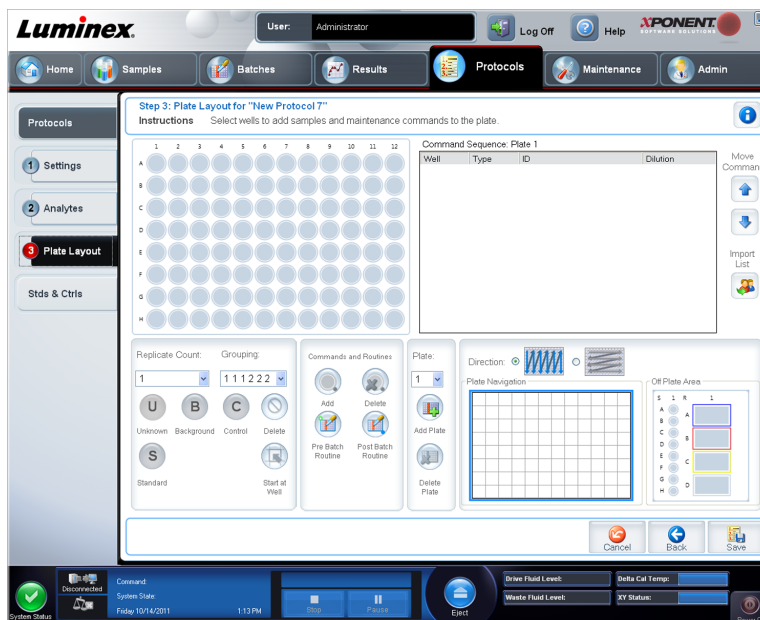 Luminex.
User: Administrator
Log Off
Help
XPONENT.
SOFTWARE SOLUTIONS
Home
Samples
Batches
Results
Protocols
Maintenance
Admin
Protocols
1 Settings
2 Analytes
3 Plate Layout
Stds & Ctrls
Step 3: Plate Layout for "New Protocol 7"
Instructions Select wells to add samples and maintenance commands to the plate.
1 2 3 4 5 6 7 8 9 10 11 12
A
B
C
D
E
F
G
H
Command Sequence: Plate 1
Well Type ID Dilution
Move
Comman
Import
List
Replicate Count: Grouping:
1 1 1 1 2 2 2
U B C
Unknown Background Control Delete
S
Standard Start at
Well
Commands and Routines
Add Delete
Pre Batch
Routine
Post Batch
Routine
Plate:
1
Add Plate
Delete
Plate
Direction:
Plate Navigation
Off Plate Area
S 1 R 1
A
B
C
D
E
F
G
H
A
B
C
D
Cancel
Back
Save
System Status
Disconnected
Command:
System State:
Friday 10/14/2011 1:13 PM
Stop
Pause
Eject
Drive Fluid Level:
Waste Fluid Level:
Delta Cal Temp:
XY Status: